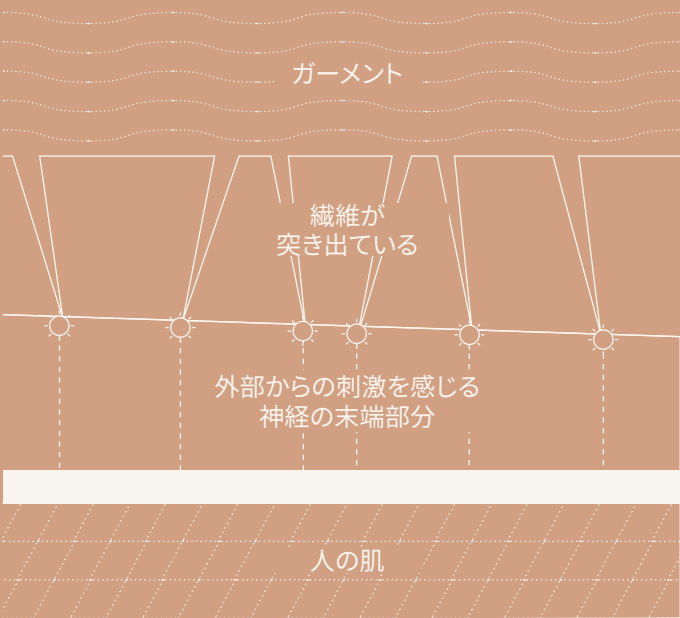 ガーメント
繊維が
突き出ている
外部からの刺激を感じる
神経の末端部分
人の肌